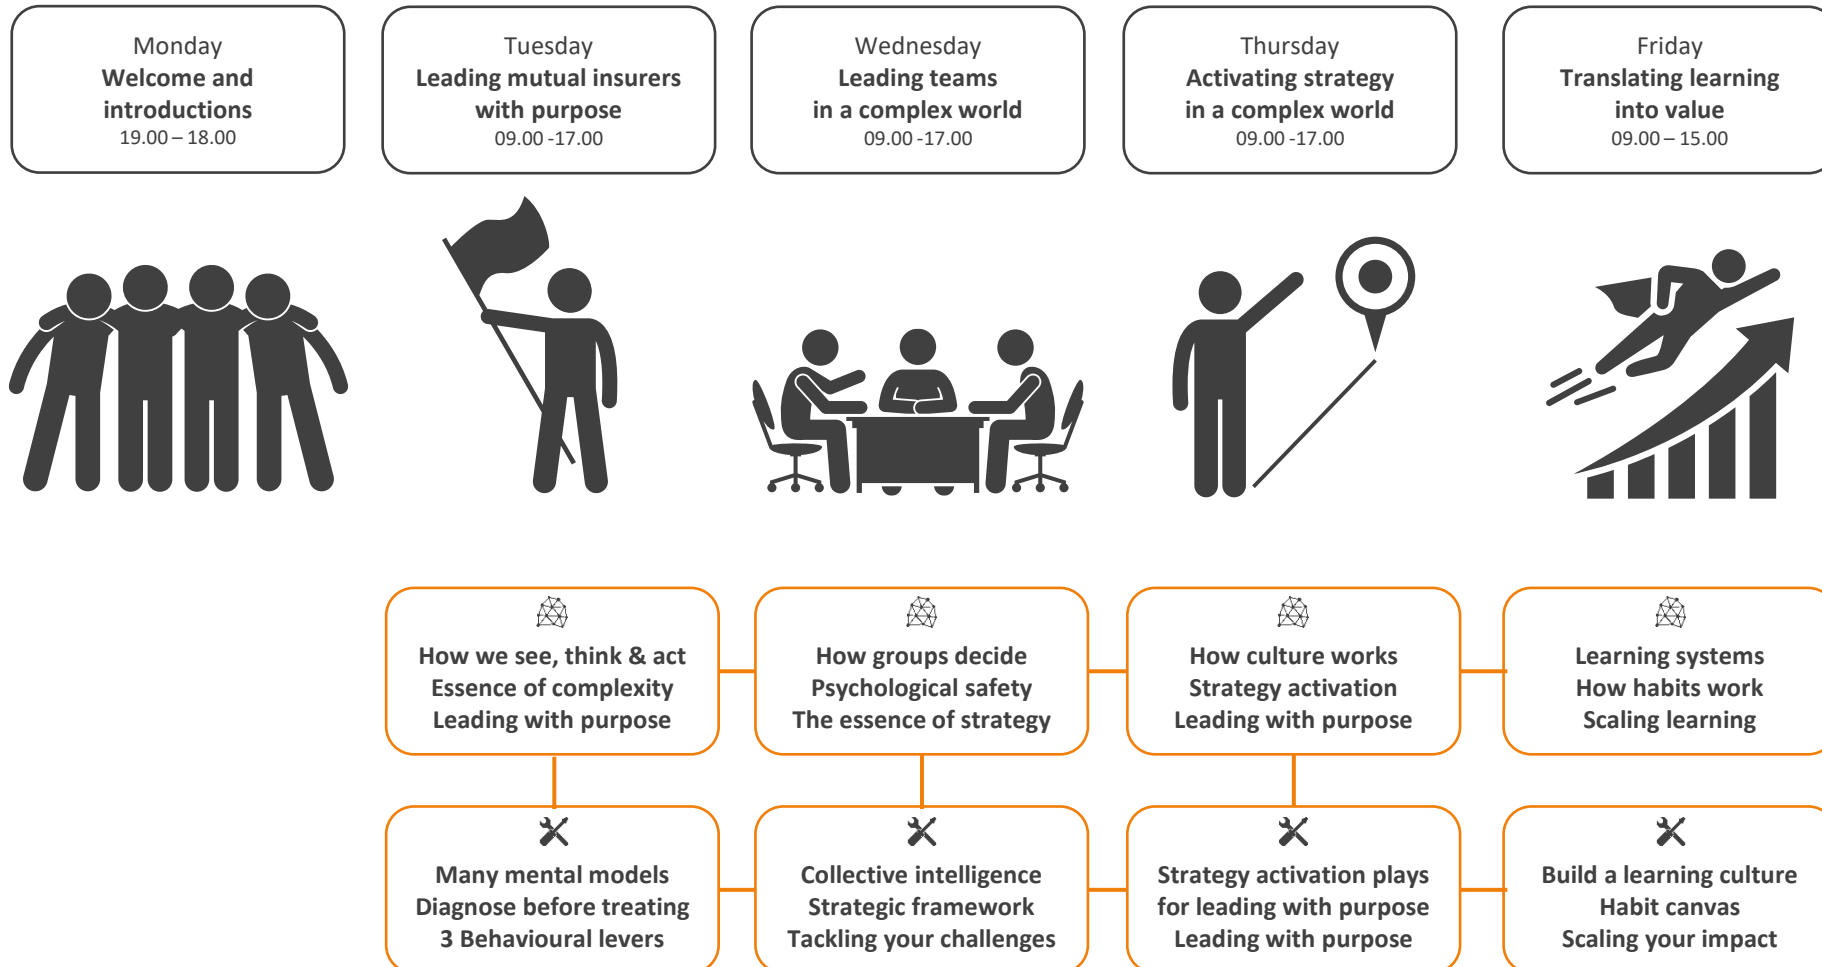 Monday
Welcome and
introductions
19.00 – 18.00
Tuesday
Leading mutual insurers
with purpose
09.00 -17.00
Wednesday
Leading teams
in a complex world
09.00 -17.00
Thursday
Activating strategy
in a complex world
09.00 -17.00
Friday
Translating learning
into value
09.00 – 15.00
How we see, think & act
Essence of complexity
Leading with purpose
How groups decide
Psychological safety
The essence of strategy
How culture works
Strategy activation
Leading with purpose
Learning systems
How habits work
Scaling learning
Many mental models
Diagnose before treating
3 Behavioural levers
Collective intelligence
Strategic framework
Tackling your challenges
Strategy activation plays
for leading with purpose
Leading with purpose
Build a learning culture
Habit canvas
Scaling your impact